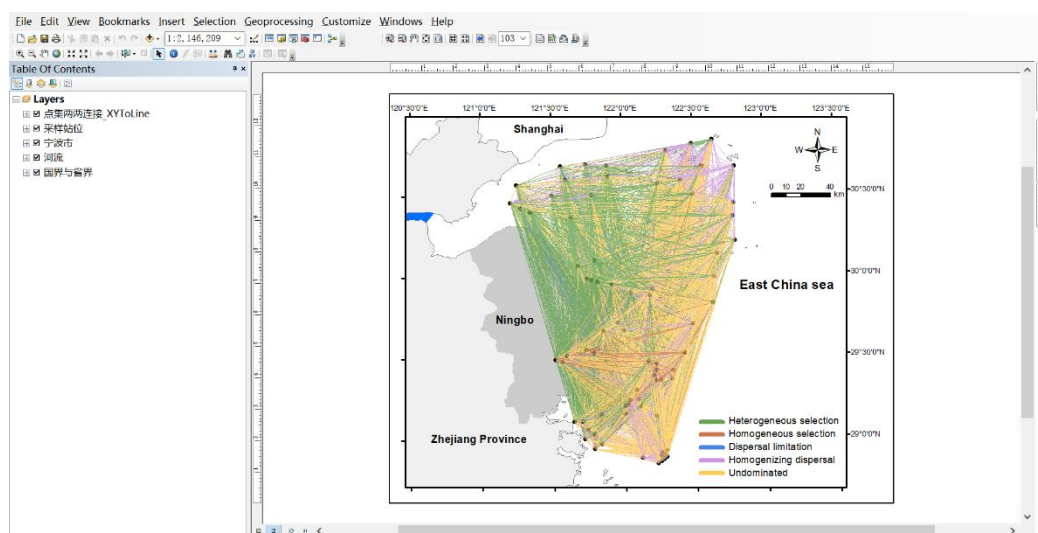 File Edit View Bookmarks Insert Selection Geoprocessing Customize Windows Help
1:2,146,209
103
Table Of Contents
Layers
点集两两连接_XYToLine
采样站位
宁波市
河流
国界与省界
120°30'0"E 121°0'0"E 121°30'0"E 122°0'0"E 122°30'0"E 123°0'0"E 123°30'0"E
Shanghai
N
W E
S
0 10 20 40
km
30°30'0"N
30°0'0"N
East China sea
Ningbo
29°30'0"N
Zhejiang Province
29°0'0"N
Heterogeneous selection
Homogeneous selection
Dispersal limitation
Homogenizing dispersal
Undominated